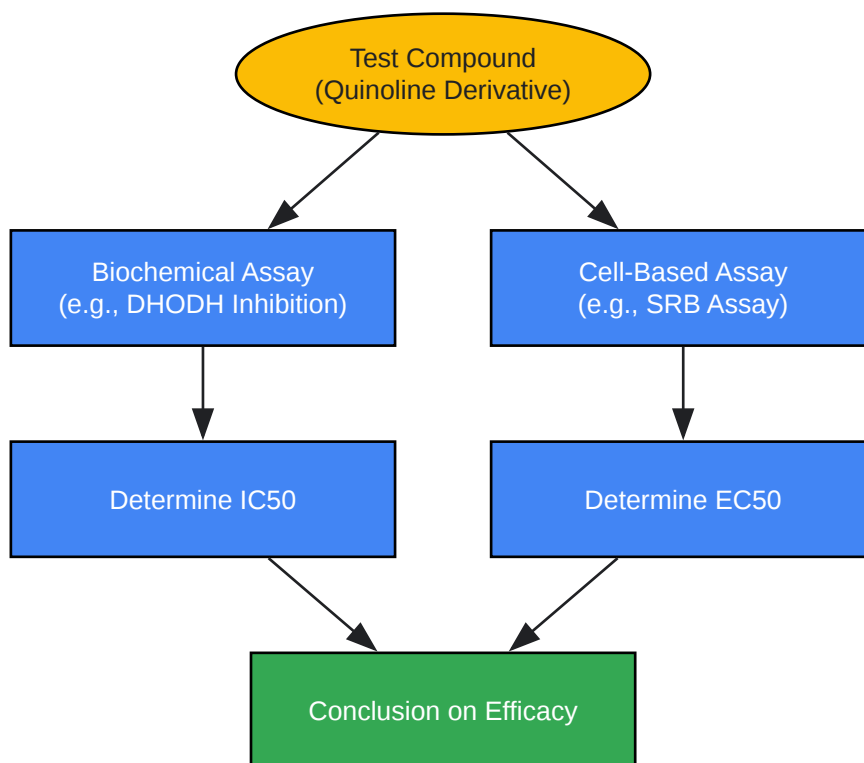 Test Compound
(Quinoline Derivative)
Biochemical Assay
(e.g., DHODH Inhibition)
Cell-Based Assay
(e.g., SRB Assay)
Determine IC50
Determine EC50
Conclusion on Efficacy